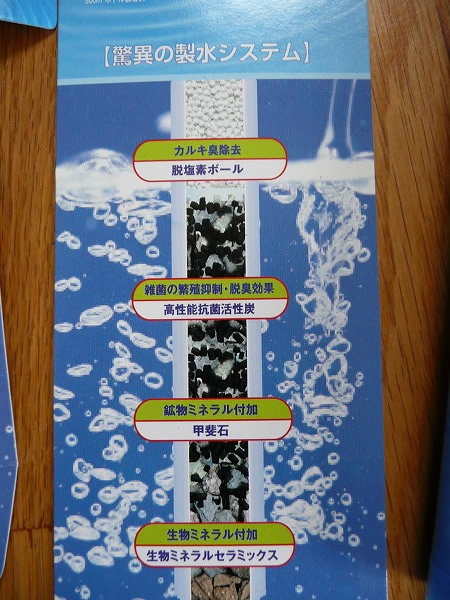 【驚異の製水システム】
カルキ臭除去
脱塩素ボール
雑菌の繁殖抑制・脱臭効果
高性能抗菌活性炭
鉱物ミネラル付加
甲斐石
生物ミネラル付加
生物ミネラルセラミックス